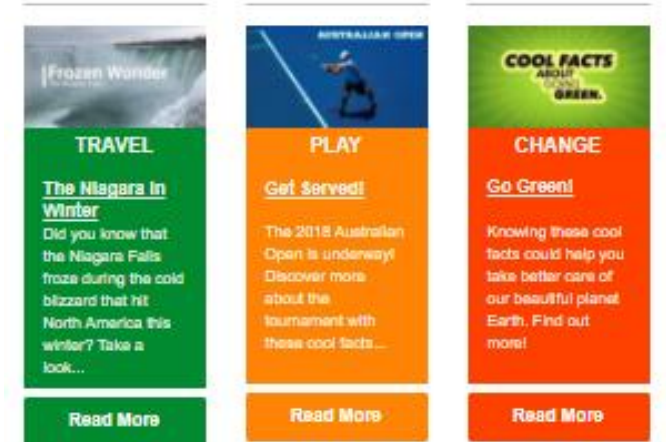 Frozen Wonder
TRAVEL
The Niagara in
Winter
Did you know that
the Niagara Falls
froze during the cold
blizzard that hit
North America this
winter? Take a
look...
Read More
AUSTRALIAN OPEN
PLAY
Get Served!
The 2018 Australian
Open is underway!
Discover more
about the
tournament with
these cool facts...
Read More
COOL FACTS
ABOUT
GOING
GREEN.
CHANGE
Go Green!
Knowing these cool
facts could help you
take better care of
our beautiful planet
Earth. Find out
more!
Read More